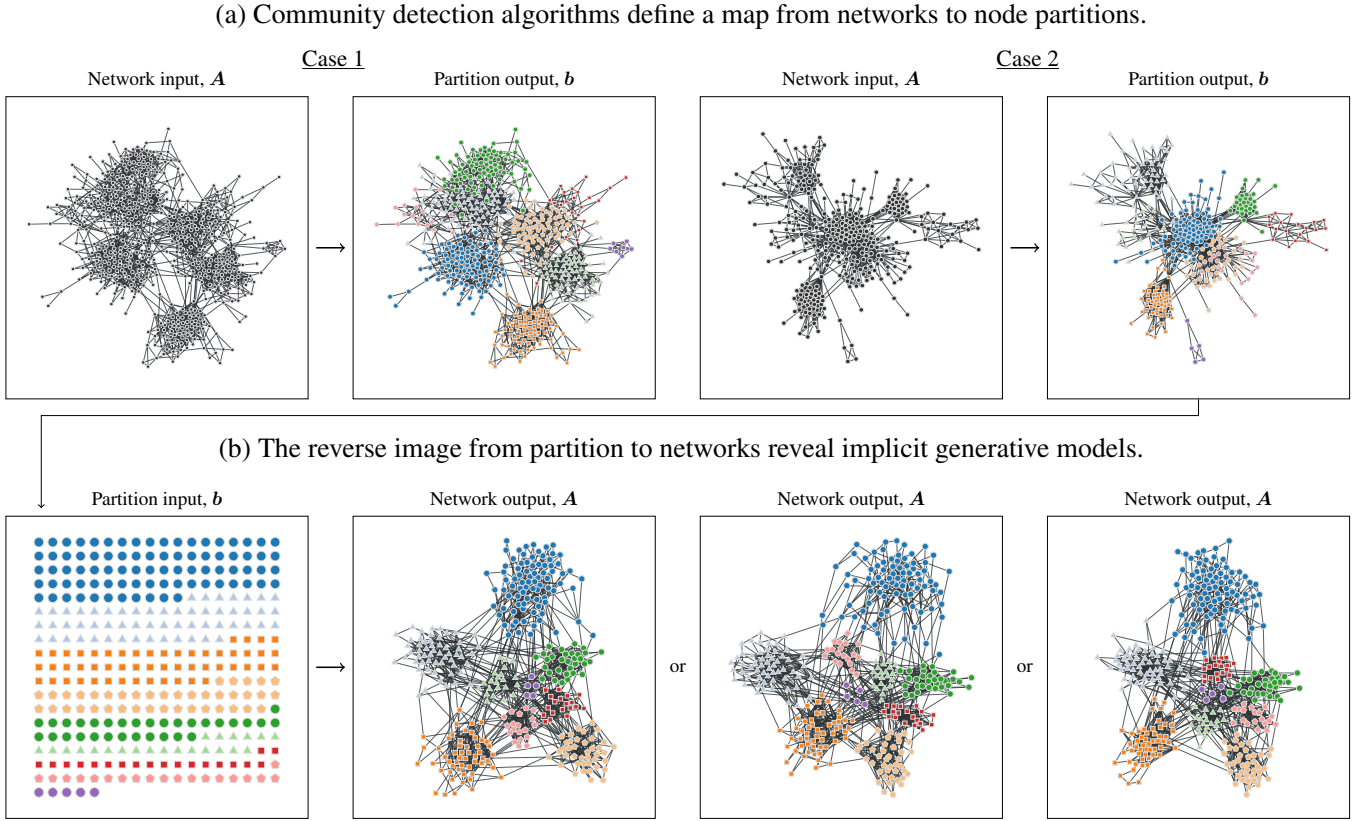 (a) Community detection algorithms define a map from networks to node partitions.
Case 1
Case 2
Network input, A
Partition output, b
Network input, A
Partition output, b
(b) The reverse image from partition to networks reveal implicit generative models.
Partition input, b
Network output, A
Network output, A
Network output, A
or
or